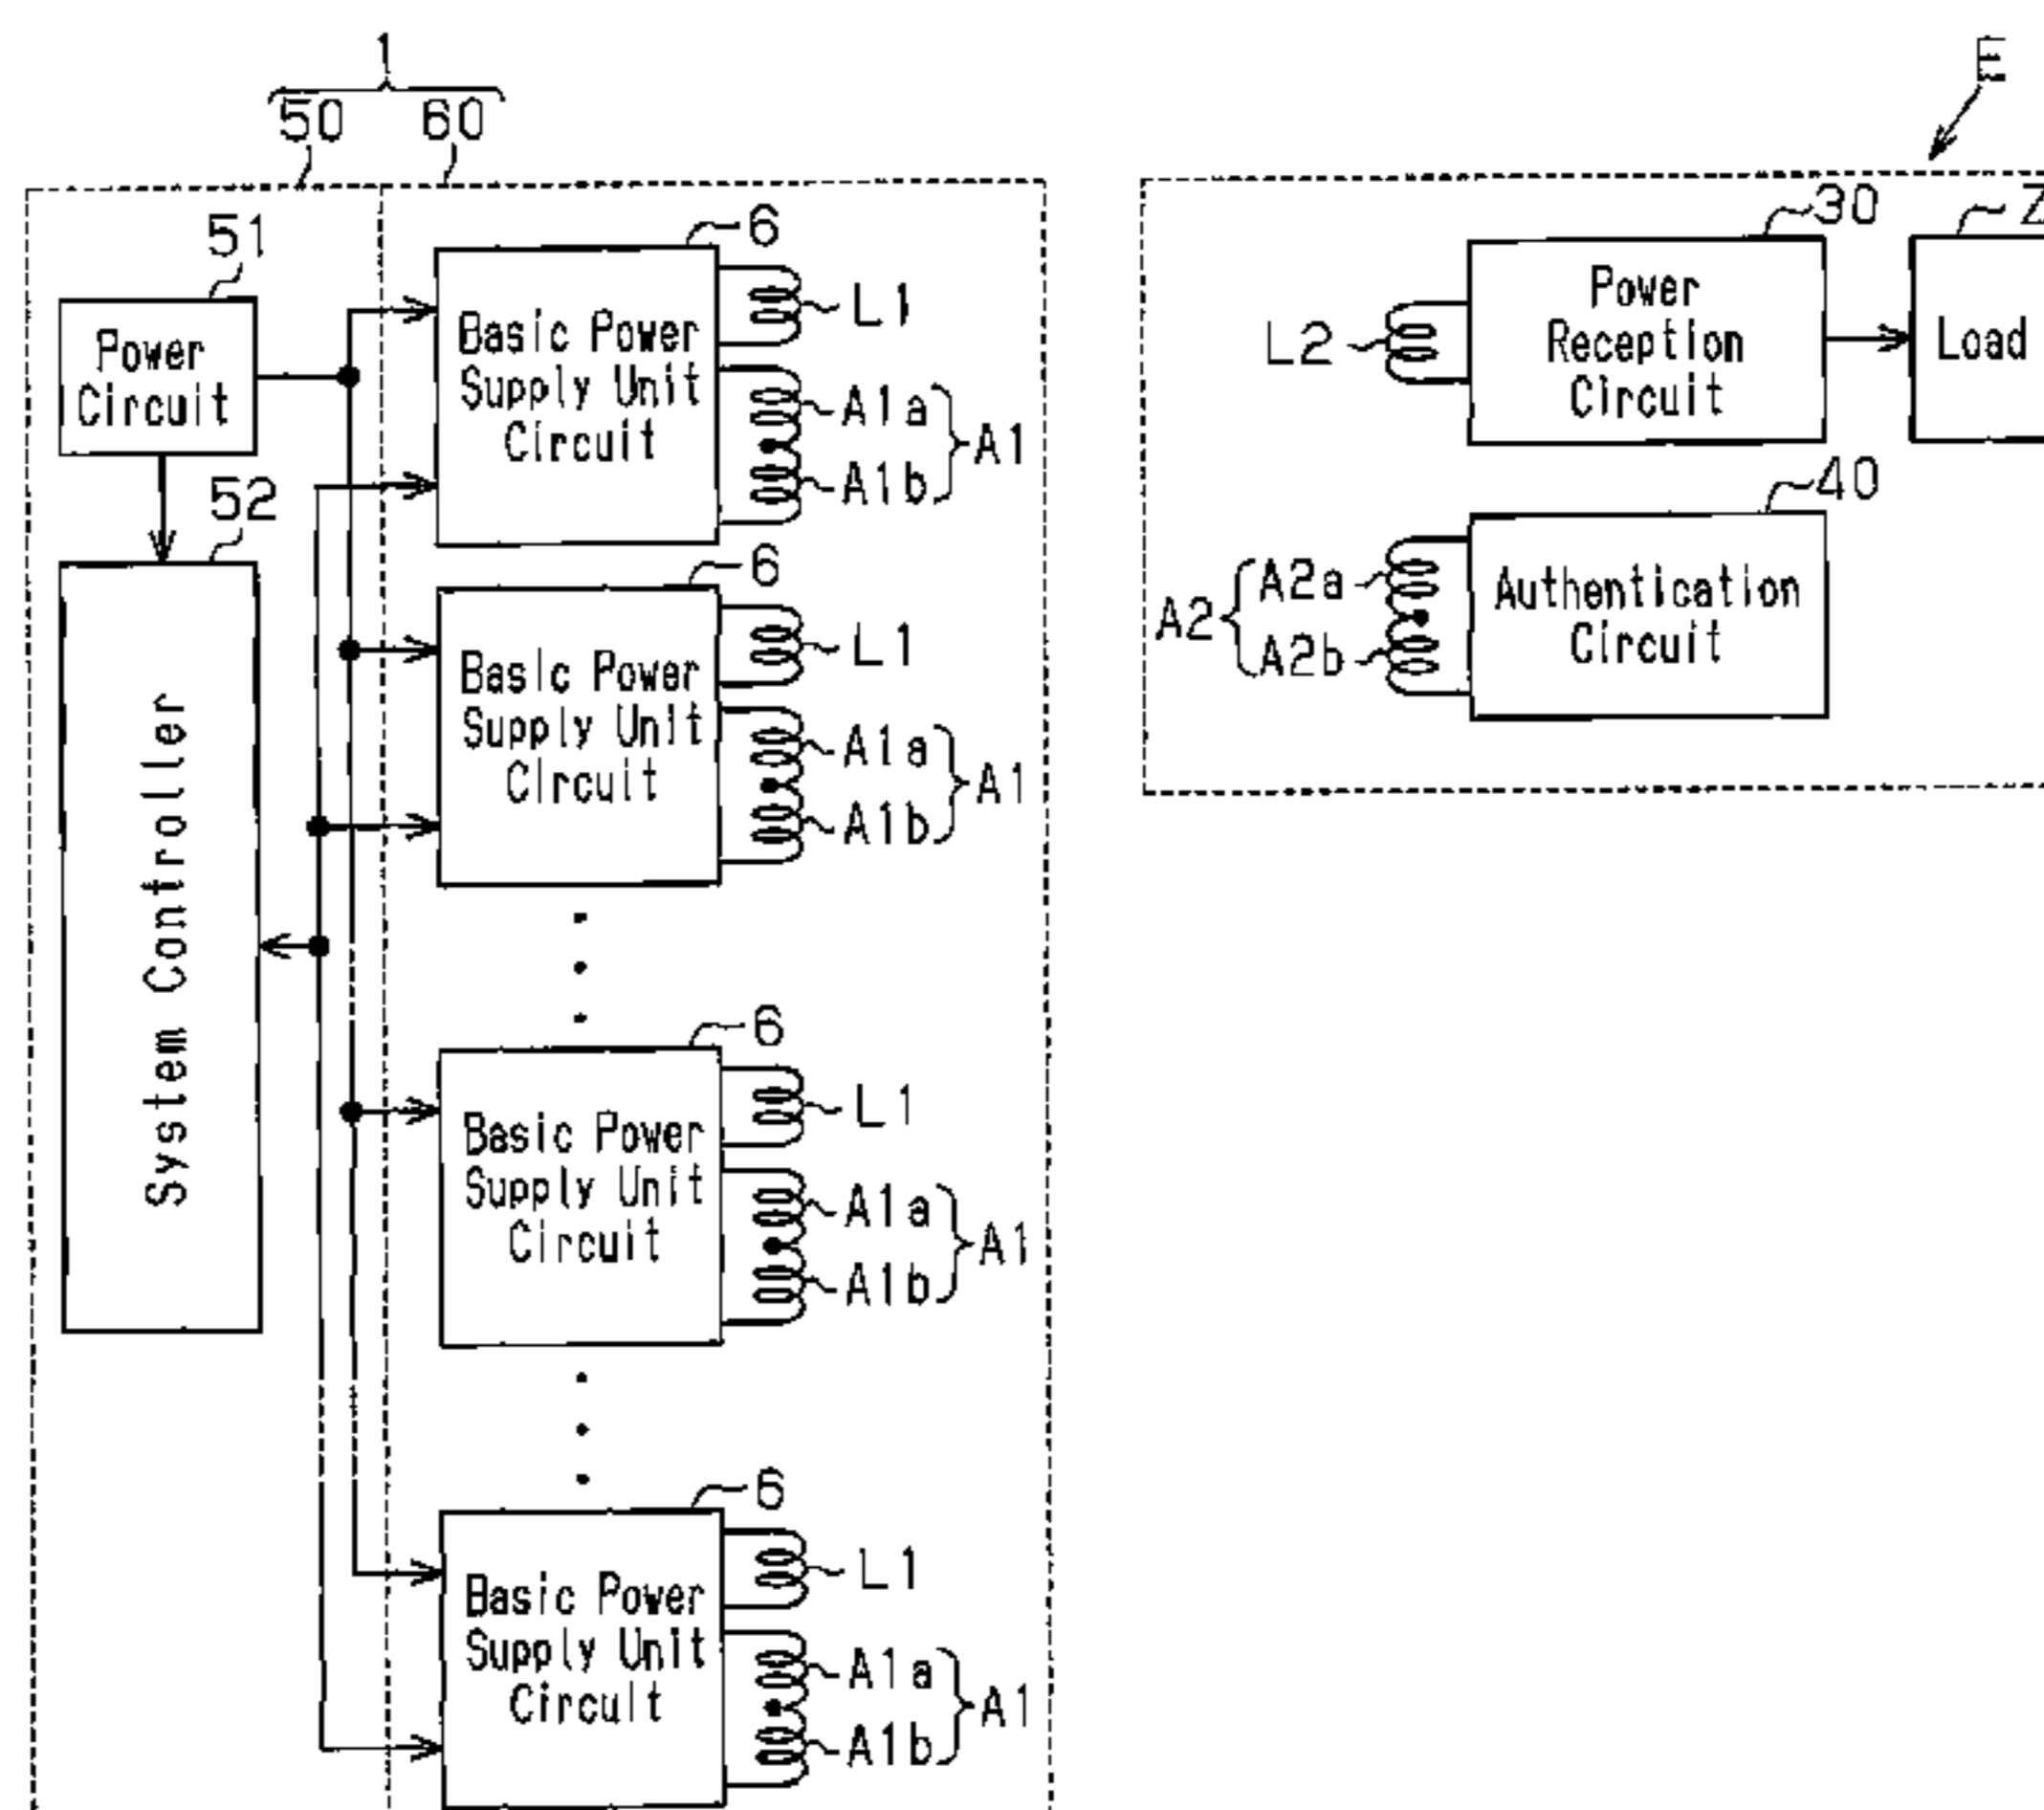 1
50 60
51
Power
Circuit
52
System Controller
6
Basic Power
Supply Unit
Circuit
L1
A1a
A1b
A1
6
Basic Power
Supply Unit
Circuit
L1
A1a
A1b
A1
6
Basic Power
Supply Unit
Circuit
L1
A1a
A1b
A1
6
Basic Power
Supply Unit
Circuit
L1
A1a
A1b
A1
E
30
Power
Reception
Circuit
L2
Z
Load
40
Authentication
Circuit
A2
A2a
A2b